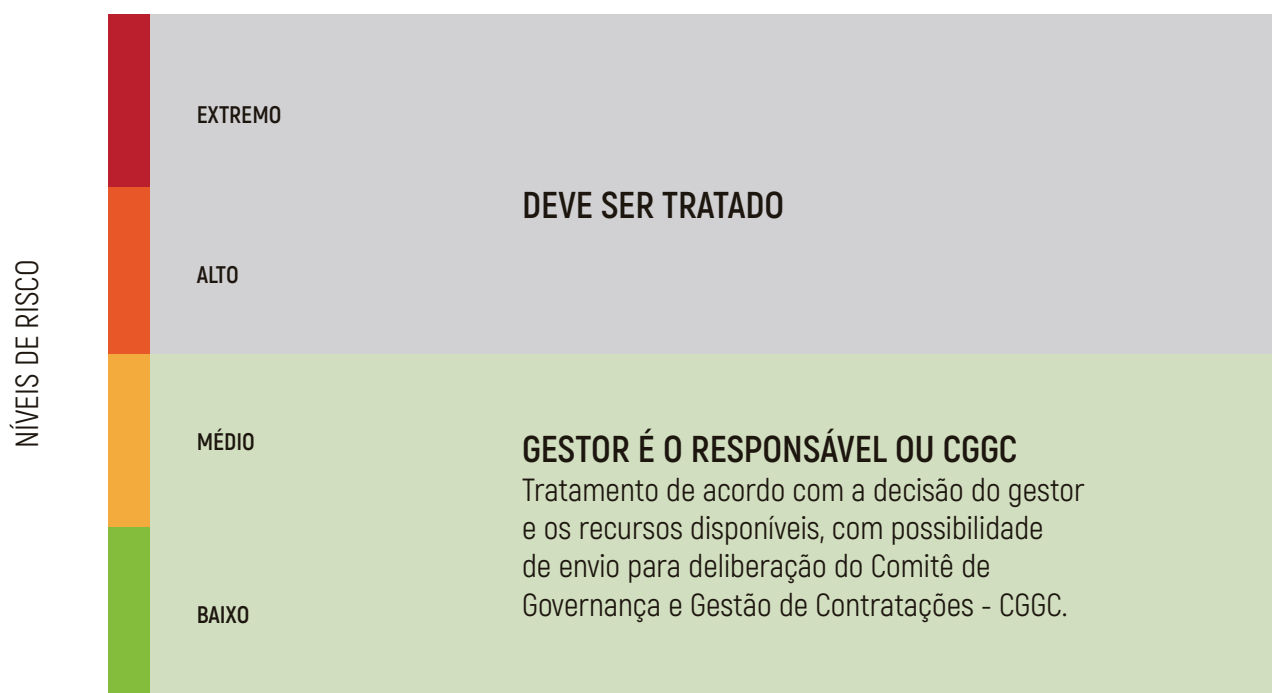 NÍVEIS DE RISCO
EXTREMO
DEVE SER TRATADO
ALTO
MÉDIO
GESTOR É O RESPONSÁVEL OU CGGC
Tratamento de acordo com a decisão do gestor
e os recursos disponíveis, com possibilidade
de envio para deliberação do Comitê de
Governança e Gestão de Contratações - CGGC.
BAIXO